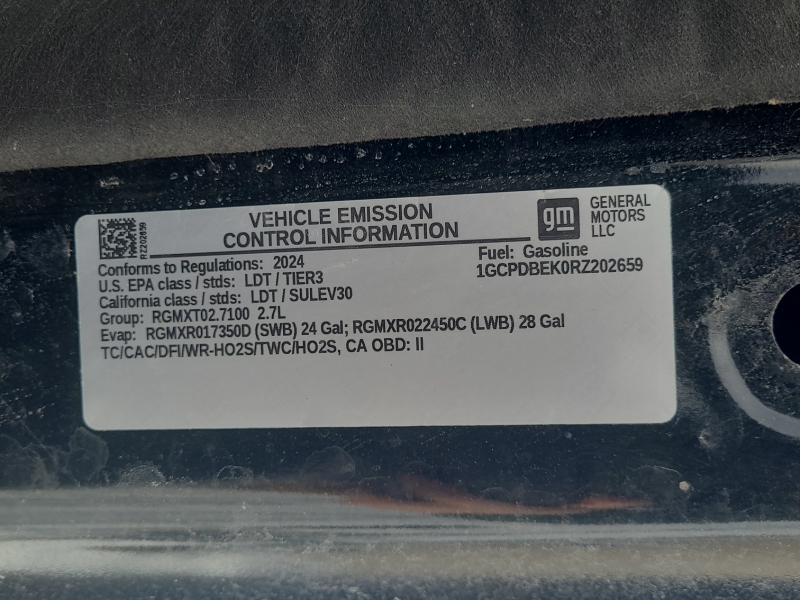 VEHICLE EMISSION
CONTROL INFORMATION
gm
GENERAL
MOTORS
LLC
RZ202659
Conforms to Regulations: 2024
Fuel: Gasoline
U.S. EPA class / stds: LDT / TIER3
1GCPDBEK0RZ202659
California class / stds: LDT / SULEV30
Group: RGMXT02.7100 2.7L
Evap: RGMXR017350D (SWB) 24 Gal; RGMXR022450C (LWB) 28 Gal
TC/CAC/DFI/WR-HO2S/TWC/HO2S, CA OBD: II